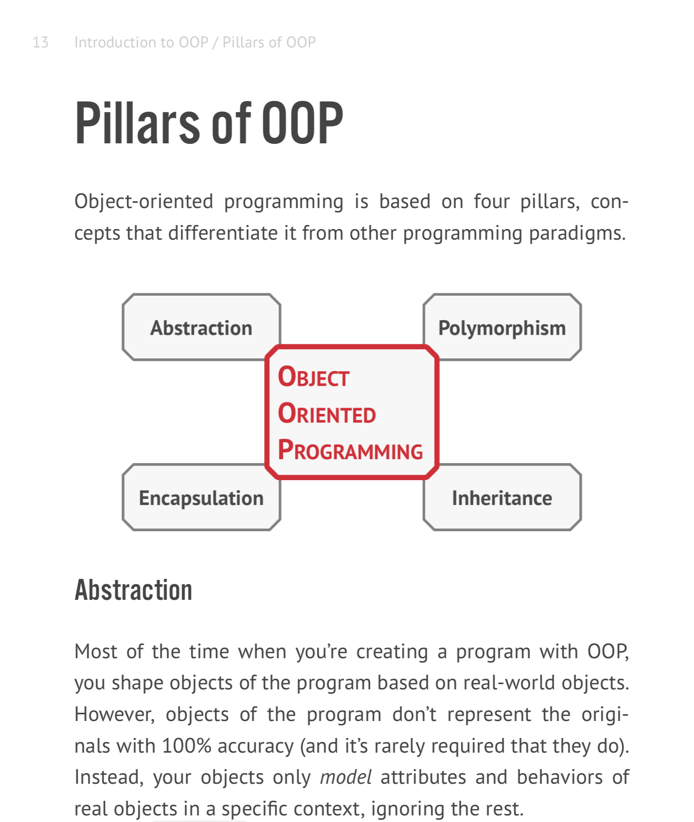 13 Introduction to OOP / Pillars of OOP
Pillars of OOP
Object-oriented programming is based on four pillars, con-
cepts that differentiate it from other programming paradigms.
Abstraction
Polymorphism
OBJECT
ORIENTED
PROGRAMMING
Encapsulation
Inheritance
Abstraction
Most of the time when you’re creating a program with OOP,
you shape objects of the program based on real-world objects.
However, objects of the program don’t represent the origi-
nals with 100% accuracy (and it’s rarely required that they do).
Instead, your objects only model attributes and behaviors of
real objects in a specific context, ignoring the rest.